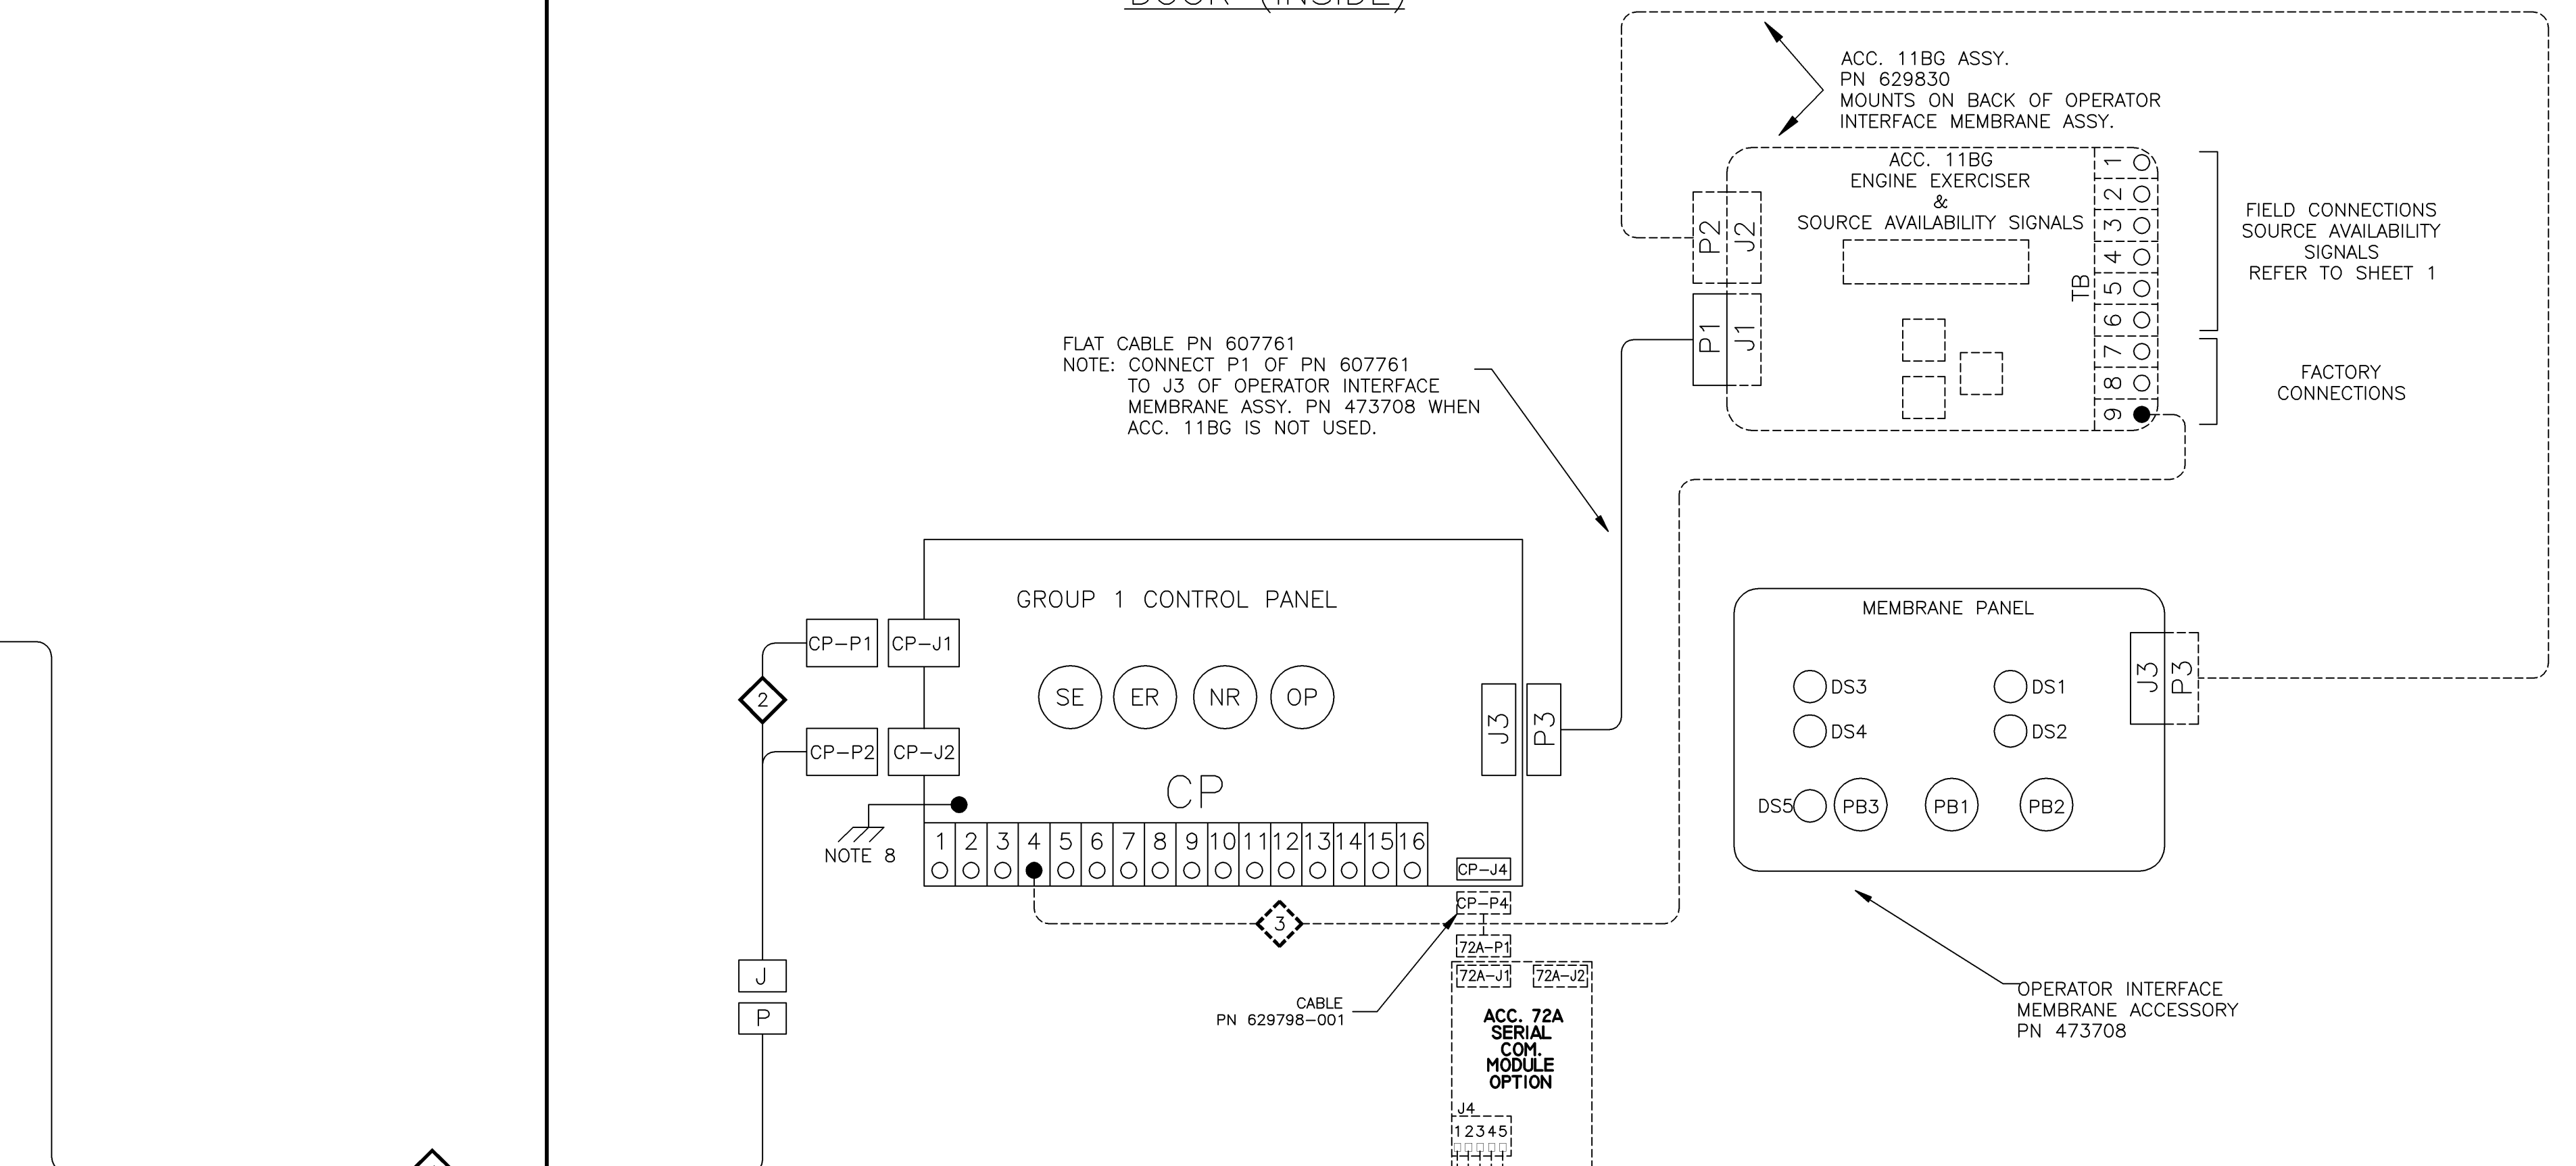 DOOR (INSIDE)
ACC. 11BG ASSY.
PN 629830
MOUNTS ON BACK OF OPERATOR
INTERFACE MEMBRANE ASSY.
ACC. 11BG
ENGINE EXERCISER
&
SOURCE AVAILABILITY SIGNALS
P2 J2
P1 J1
TB
1
2
3
4
5
6
7
8
9
FIELD CONNECTIONS
SOURCE AVAILABILITY
SIGNALS
REFER TO SHEET 1
FACTORY
CONNECTIONS
FLAT CABLE PN 607761
NOTE: CONNECT P1 OF PN 607761
TO J3 OF OPERATOR INTERFACE
MEMBRANE ASSY. PN 473708 WHEN
ACC. 11BG IS NOT USED.
GROUP 1 CONTROL PANEL
CP-P1 CP-J1
2
SE ER NR OP
CP-P2 CP-J2
J3 P3
CP
NOTE 8
1 2 3 4 5 6 7 8 9 10 11 12 13 14 15 16
CP-J4
CP-P4
3
72A-P1
72A-J1 72A-J2
CABLE
PN 629798-001
ACC. 72A
SERIAL
COM.
MODULE
OPTION
J4
12345
J
P
MEMBRANE PANEL
DS3 DS1
DS4 DS2
DS5 PB3 PB1 PB2
J3 P3
OPERATOR INTERFACE
MEMBRANE ACCESSORY
PN 473708